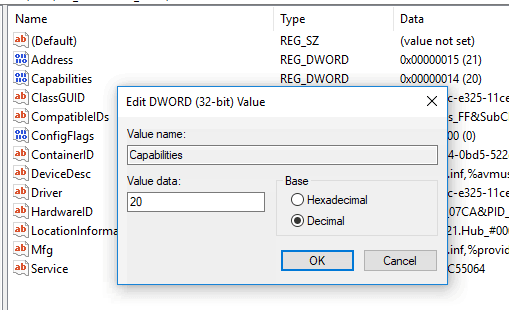 Name Type Data
(Default) REG_SZ (value not set)
Address REG_DWORD 0x00000015 (21)
Capabilities REG_DWORD 0x00000014 (20)
ClassGUID c-e325-11ce
CompatibleIDs s_FF&SubCl
ConfigFlags 00 (0)
ContainerID 4-0bd5-522
DeviceDesc .inf,%avmus
Driver c-e325-11ce
HardwareID _07CA&PID_
LocationInforma 21.Hub_#000
Mfg .inf,%provid
Service C55064
Edit DWORD (32-bit) Value
Value name:
Capabilities
Value data:
20
Base
Hexadecimal
Decimal
OK Cancel